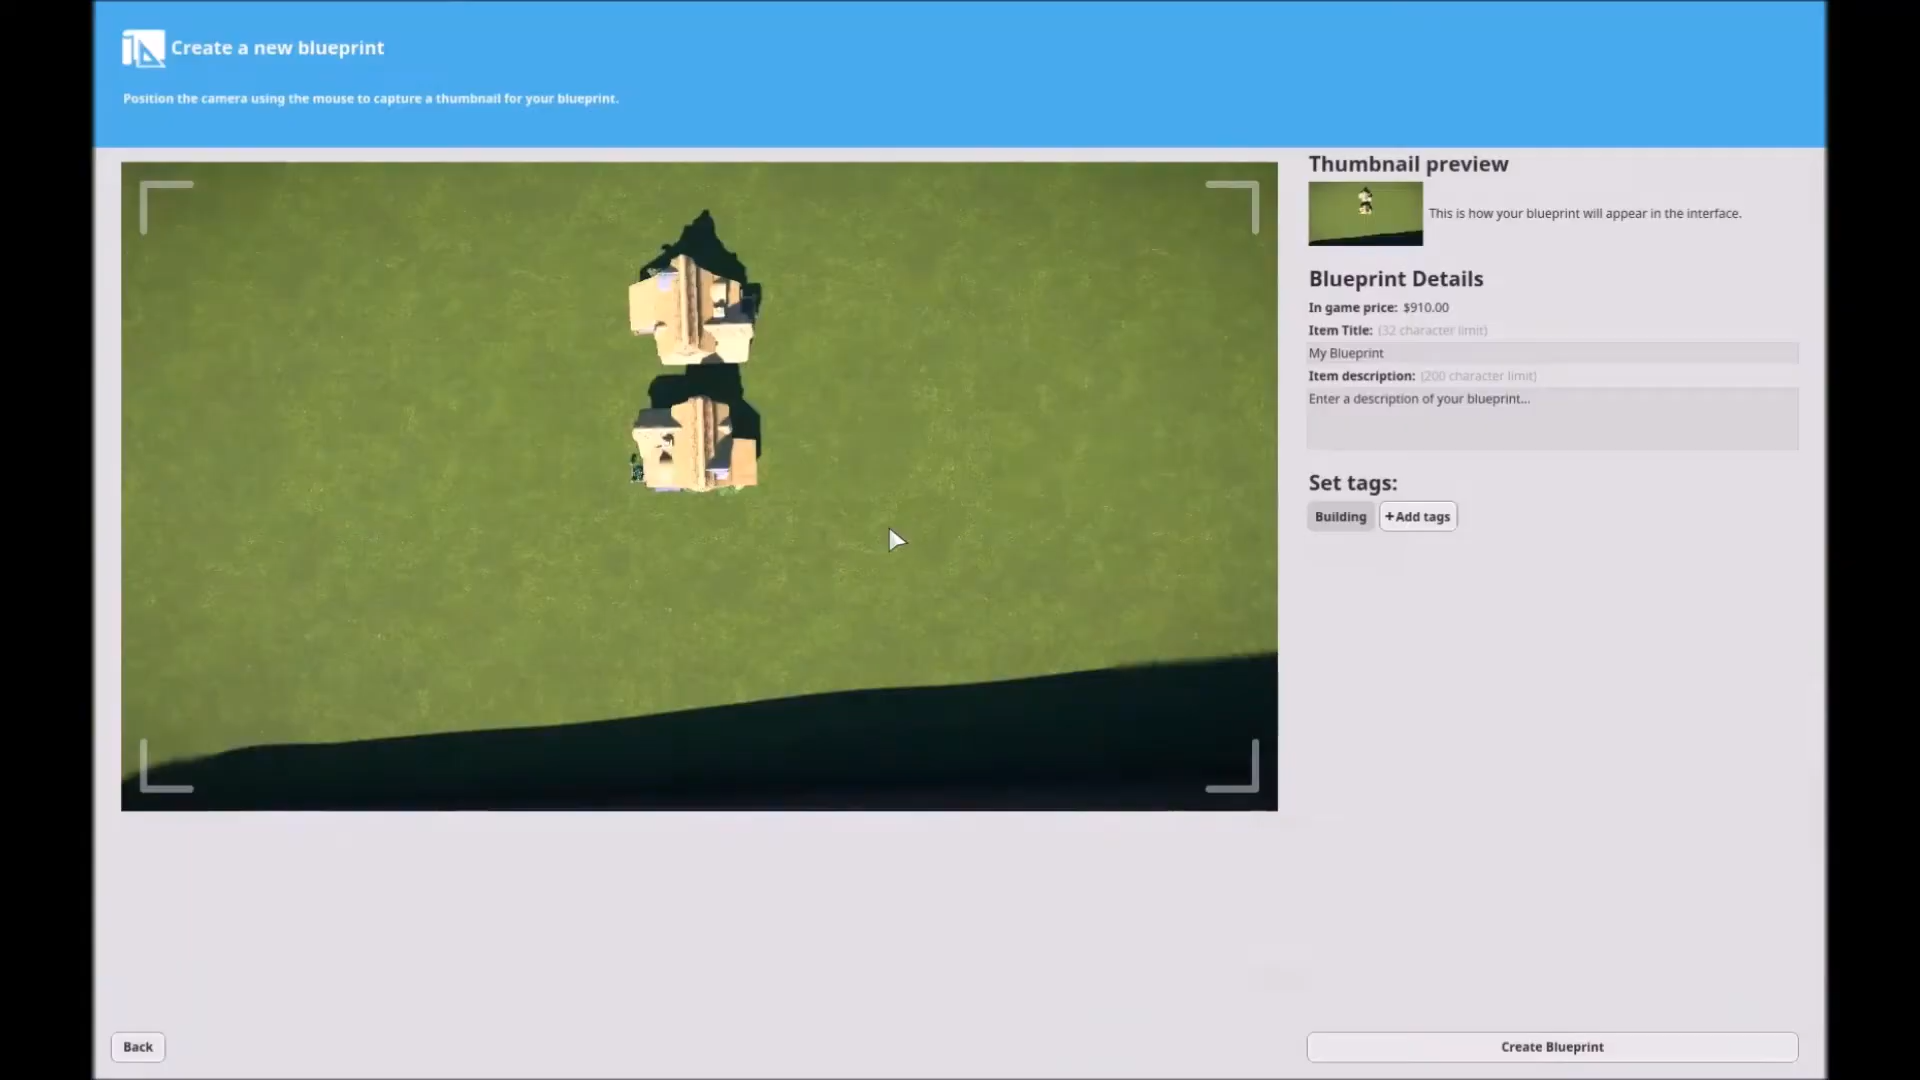 Create a new blueprint
Position the camera using the mouse to capture a thumbnail for your blueprint.
Thumbnail preview
This is how your blueprint will appear in the interface.
Blueprint Details
In game price: $910.00
Item Title: (32 character limit)
My Blueprint
Item description: (200 character limit)
Enter a description of your blueprint...
Set tags:
Building +Add tags
Back
Create Blueprint